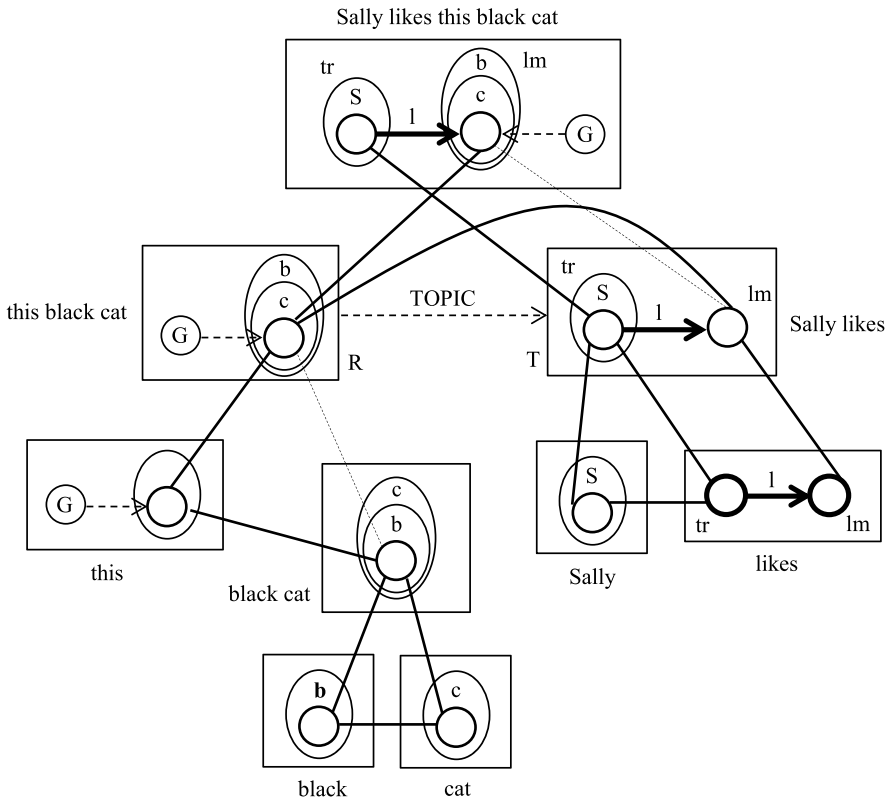 Sally likes this black cat
tr
S
l
b
c
lm
G
this black cat
G
b
c
R
TOPIC
T
tr
S
l
lm
Sally likes
G
this
black cat
c
b
S
Sally
tr
l
lm
likes
b
black
c
cat